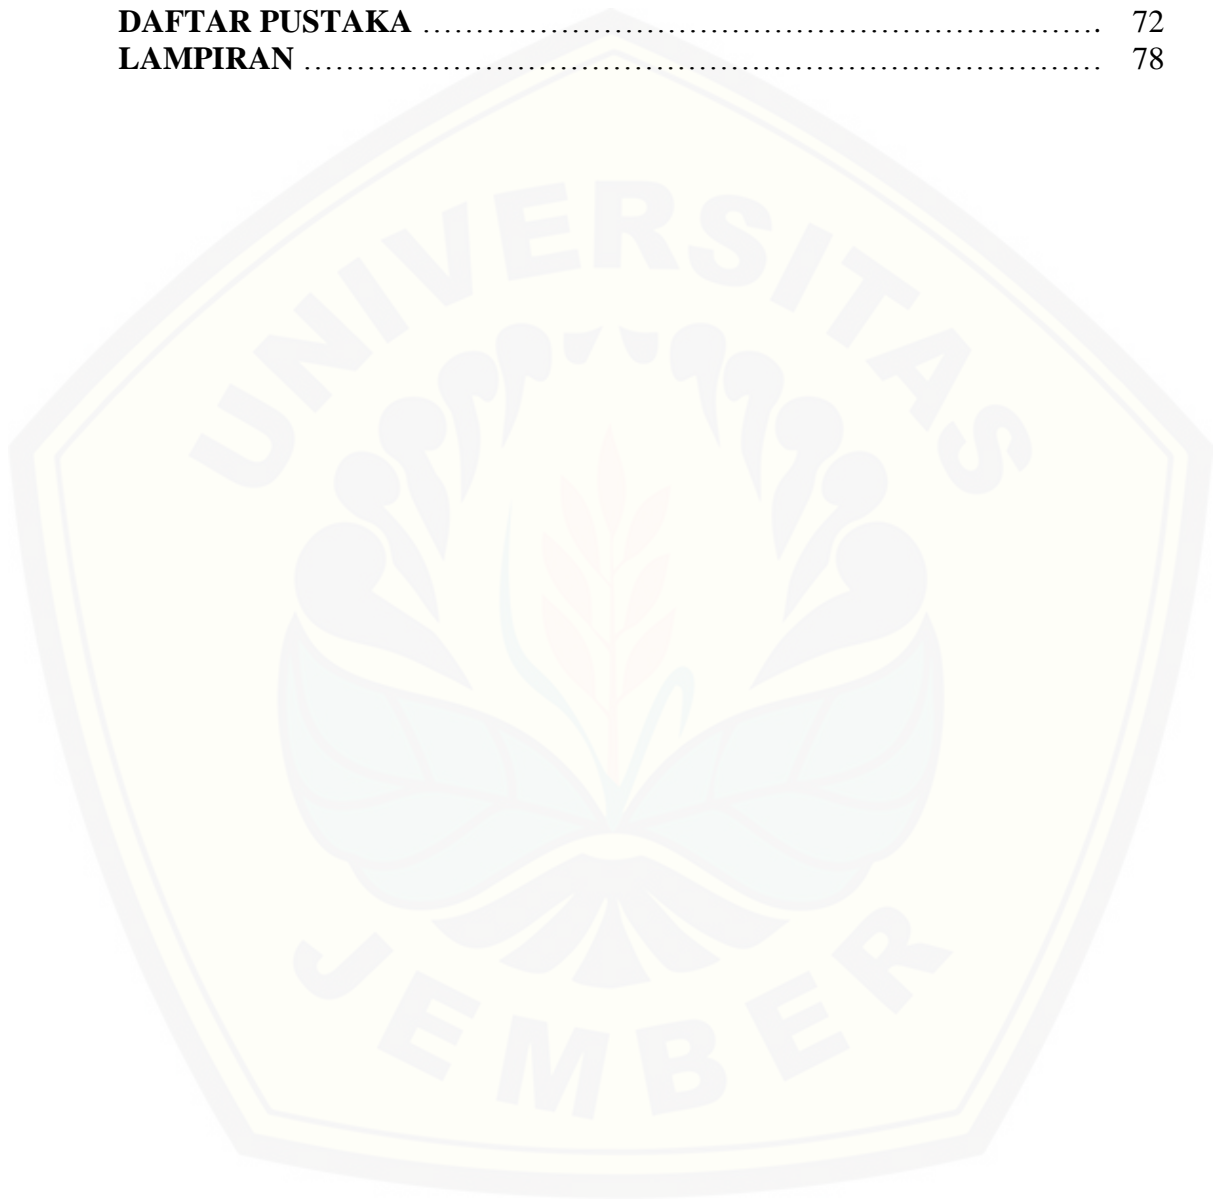 DAFTAR PUSTAKA ………………………………………………………. 72
LAMPIRAN ………………………………………………………………… 78
UNIVERSITAS
JEMBER